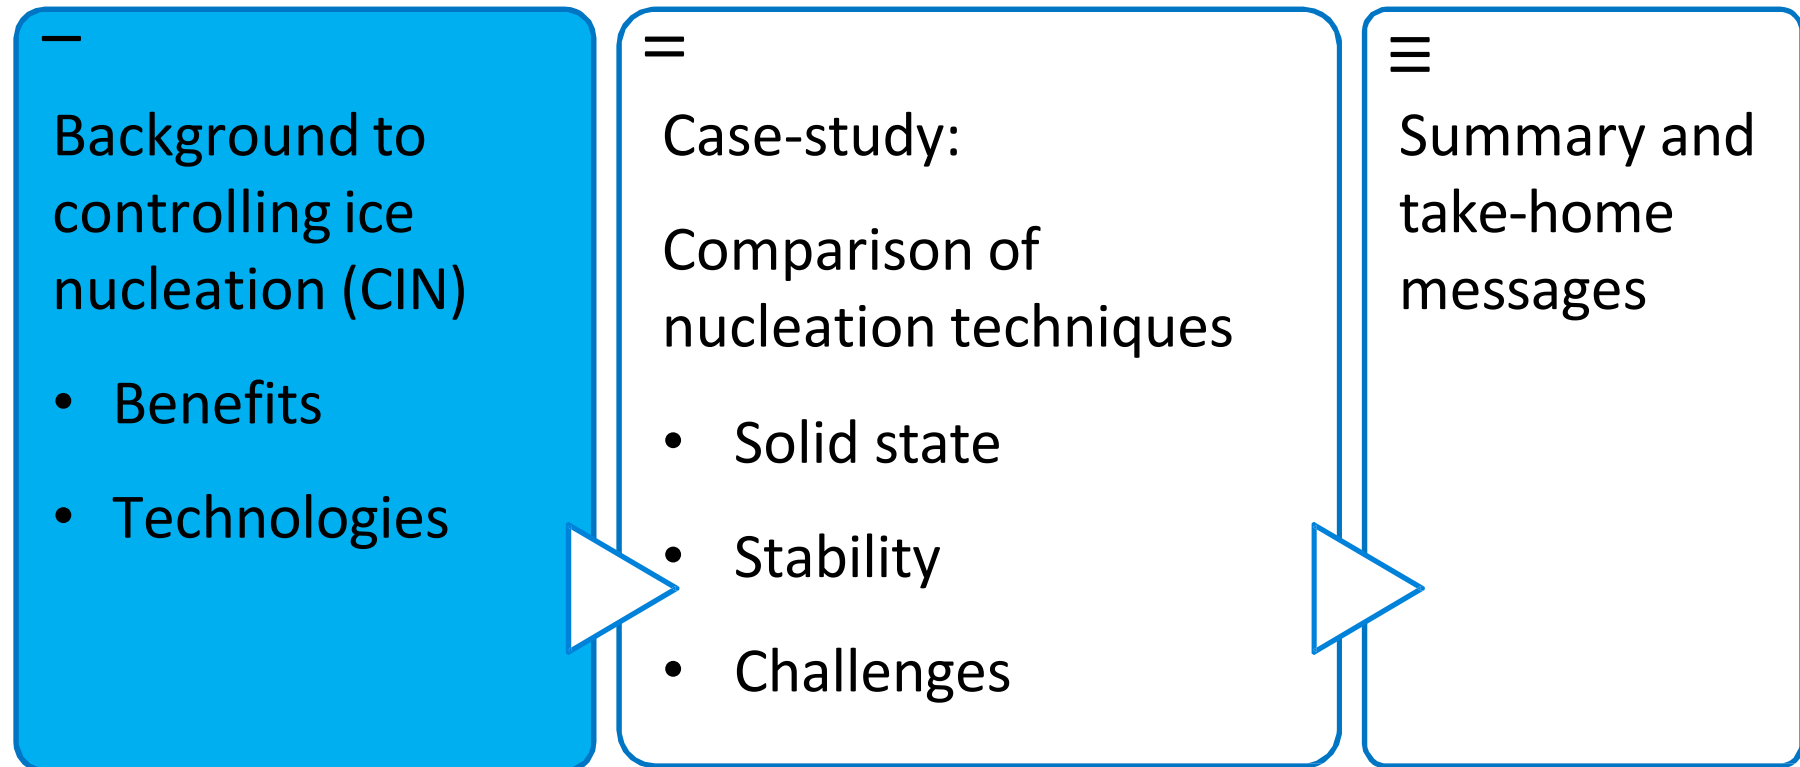 Background to
controlling ice
nucleation (CIN)
• Benefits
• Technologies
Case-study:
Comparison of
nucleation techniques
• Solid state
• Stability
• Challenges
Summary and
take-home
messages